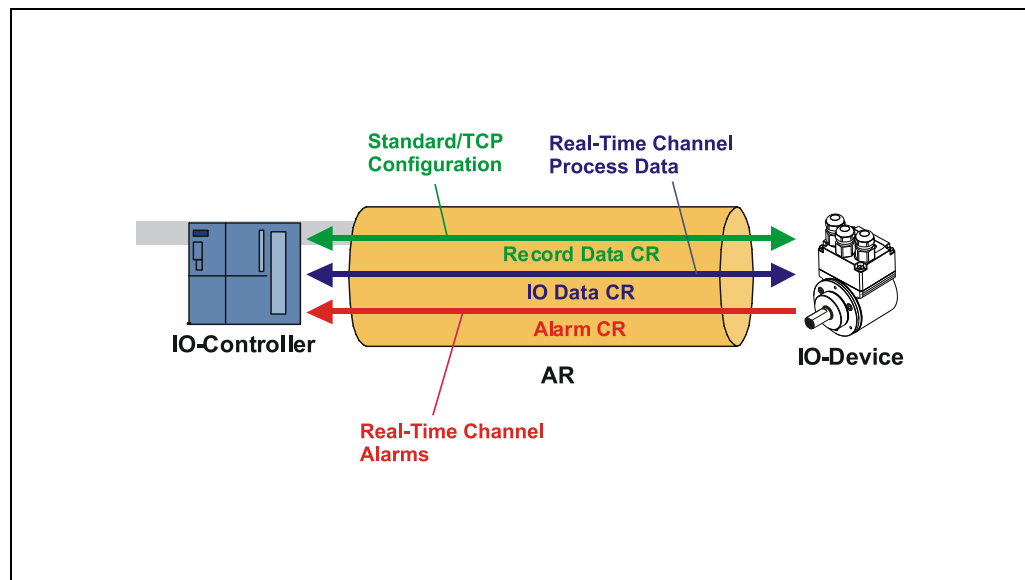 Standard/TCP
Configuration
Real-Time Channel
Process Data
Record Data CR
IO Data CR
Alarm CR
IO-Controller
IO-Device
AR
Real-Time Channel
Alarms